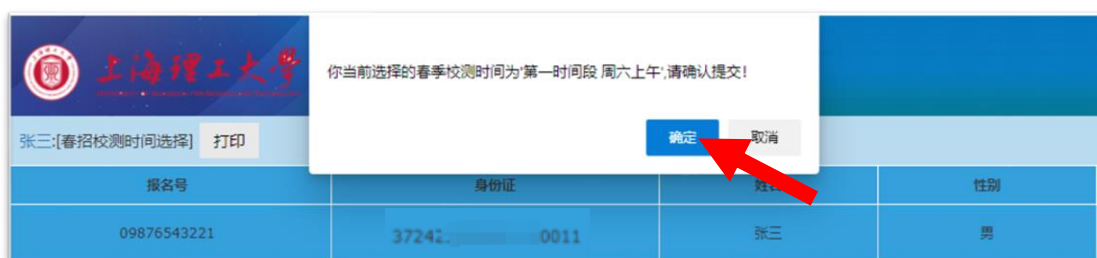 上海理工大学
你当前选择的春季校测时间为'第一时间段 周六上午',请确认提交!
确定 取消
张三:[春招校测时间选择] 打印
报名号 身份证 性别
09876543221 37242 0011 张三 男